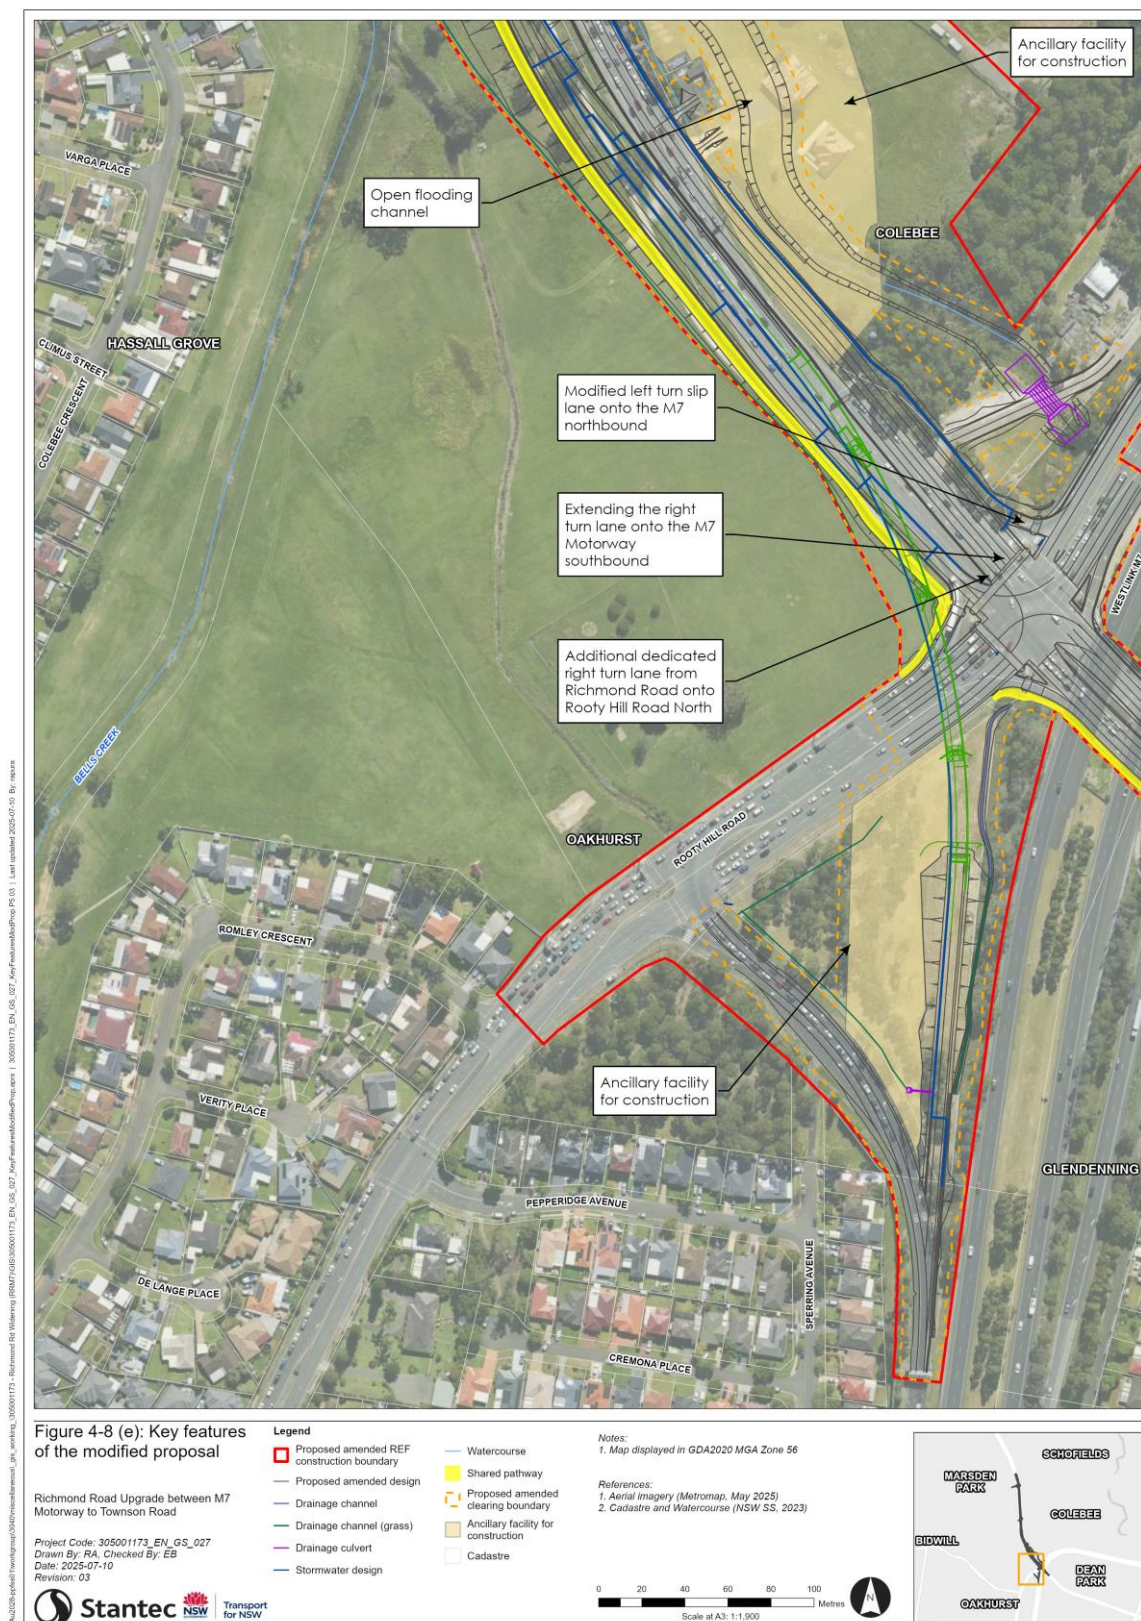 Ancillary facility
for construction
VARGA PLACE
Open flooding
channel
COLEBEE
HASSALL GROVE
CLIMUS STREET
COLEBEE CRESCENT
Modified left turn slip
lane onto the M7
northbound
Extending the right
turn lane onto the M7
Motorway
southbound
WESTLINK M7
Additional dedicated
right turn lane from
Richmond Road onto
Rooty Hill Road North
BELLS CREEK
OAKHURST
ROOTY HILL ROAD
ROMLEY CRESCENT
Ancillary facility
for construction
VERITY PLACE
GLENDENNING
PEPPERIDGE AVENUE
SPERRING AVENUE
DE LANGE PLACE
CREMONA PLACE
Figure 4-8 (e): Key features
of the modified proposal
Richmond Road Upgrade between M7
Motorway to Townson Road
Project Code: 305001173_EN_GS_027
Drawn By: RA, Checked By: EB
Date: 2025-07-10
Revision: 03
Stantec
NSW
GOVERNMENT
Transport
for NSW
Legend
Proposed amended REF
construction boundary
Proposed amended design
Drainage channel
Drainage channel (grass)
Drainage culvert
Stormwater design
Watercourse
Shared pathway
Proposed amended
clearing boundary
Ancillary facility for
construction
Cadastre
Notes:
1. Map displayed in GDA2020 MGA Zone 56
References:
1. Aerial imagery (Metromap, May 2025)
2. Cadastre and Watercourse (NSW SS, 2023)
0 20 40 60 80 100
Metres
Scale at A3: 1:1,900
N
SCHOFIELDS
MARSDEN
PARK
COLEBEE
BIDWILL
DEAN
PARK
OAKHURST